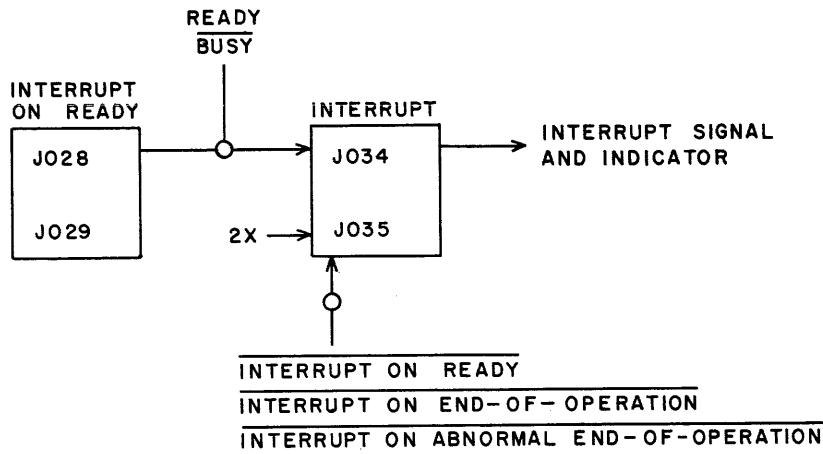 READY
BUSY
INTERRUPT
ON READY
INTERRUPT
J028
J029
J034
J035
2X
INTERRUPT SIGNAL
AND INDICATOR
INTERRUPT ON READY
INTERRUPT ON END-OF-OPERATION
INTERRUPT ON ABNORMAL END-OF-OPERATION